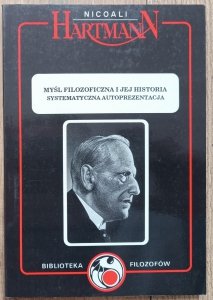 NICOALI
HARTMANN
MYŚL FILOZOFICZNA I JEJ HISTORIA
SYSTEMATYCZNA AUTOPREZENTACJA
BIBLIOTEKA FILOZOFÓW